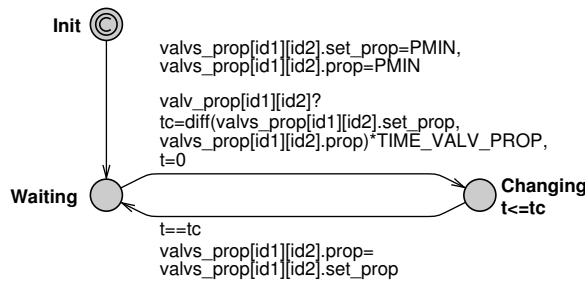 Init
valvs_prop[id1][id2].set_prop=PMIN,
valvs_prop[id1][id2].prop=PMIN
valv_prop[id1][id2]?
tc=diff(valvs_prop[id1][id2].set_prop,
valvs_prop[id1][id2].prop)*TIME_VALV_PROP,
t=0
Waiting
Changing
t<=tc
t==tc
valvs_prop[id1][id2].prop=
valvs_prop[id1][id2].set_prop